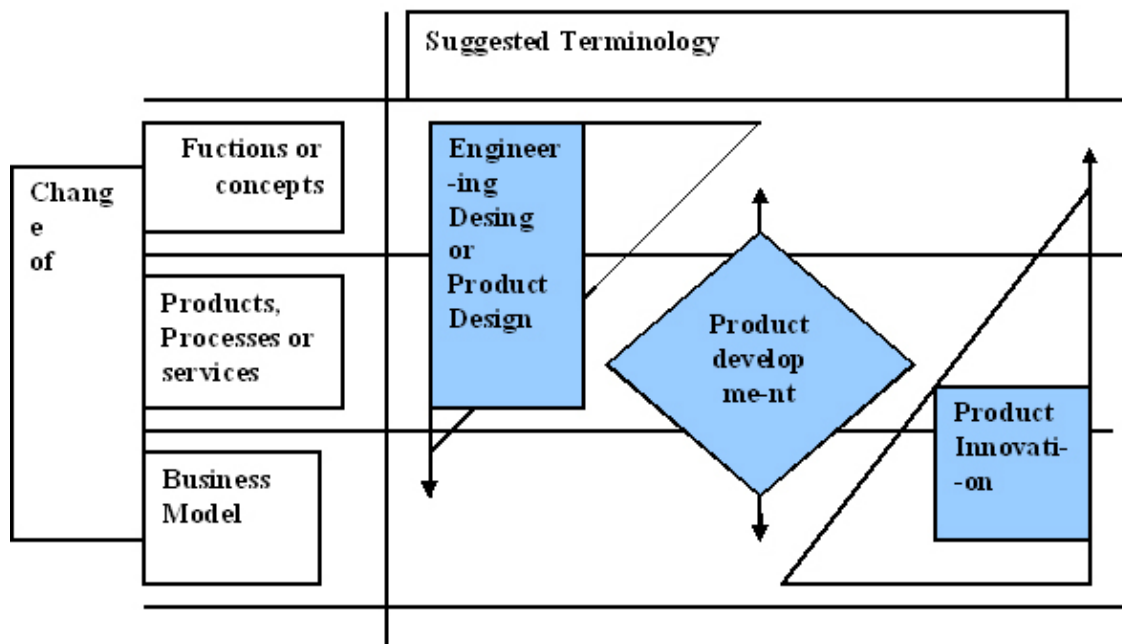 Suggested Terminology
Fuctions or
concepts
Chang
e
of
Engineer
-ing
Desing
or
Product
Design
Products,
Processes or
services
Product
develop
me-nt
Business
Model
Product
Innovati-
-on